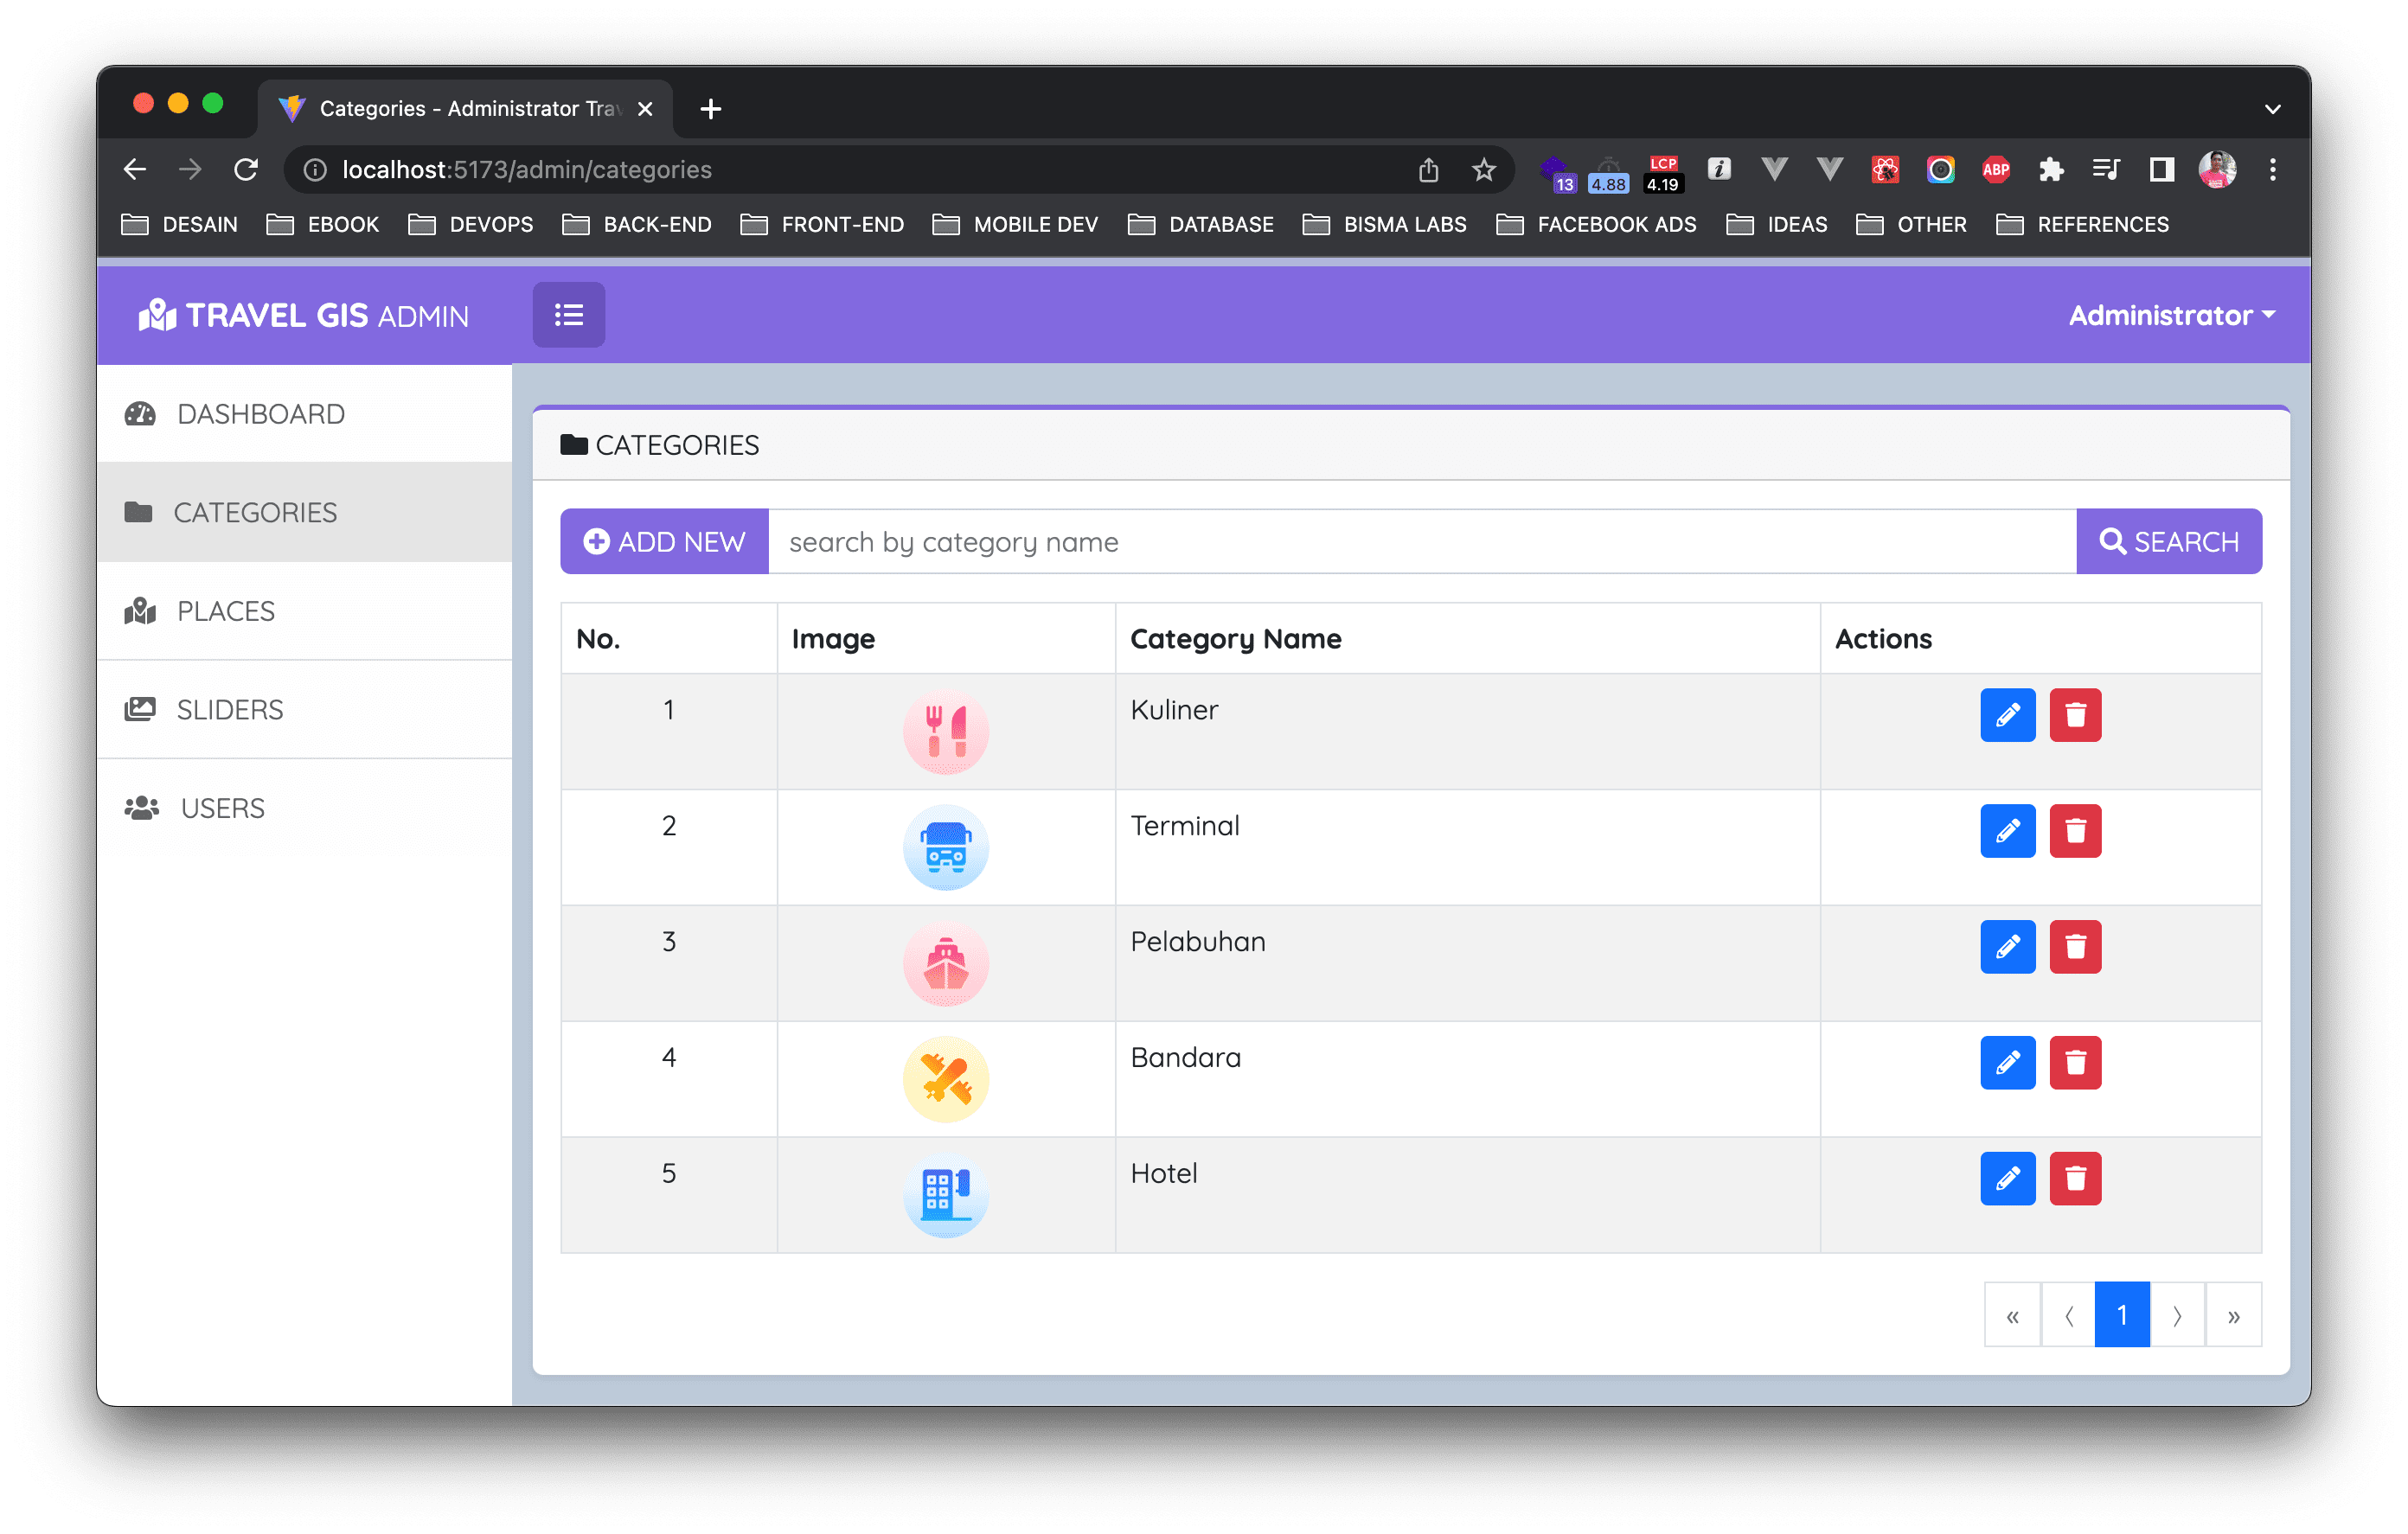 Categories - Administrator Trav
localhost:5173/admin/categories
13
4.88
LCP
4.19
ABP
DESAIN EBOOK DEVOPS BACK-END FRONT-END MOBILE DEV DATABASE BISMA LABS FACEBOOK ADS IDEAS OTHER REFERENCES
TRAVEL GIS ADMIN
Administrator
DASHBOARD
CATEGORIES
PLACES
SLIDERS
USERS
CATEGORIES
ADD NEW search by category name SEARCH
No. Image Category Name Actions
1 Kuliner
2 Terminal
3 Pelabuhan
4 Bandara
5 Hotel
« 〈 1 〉 »